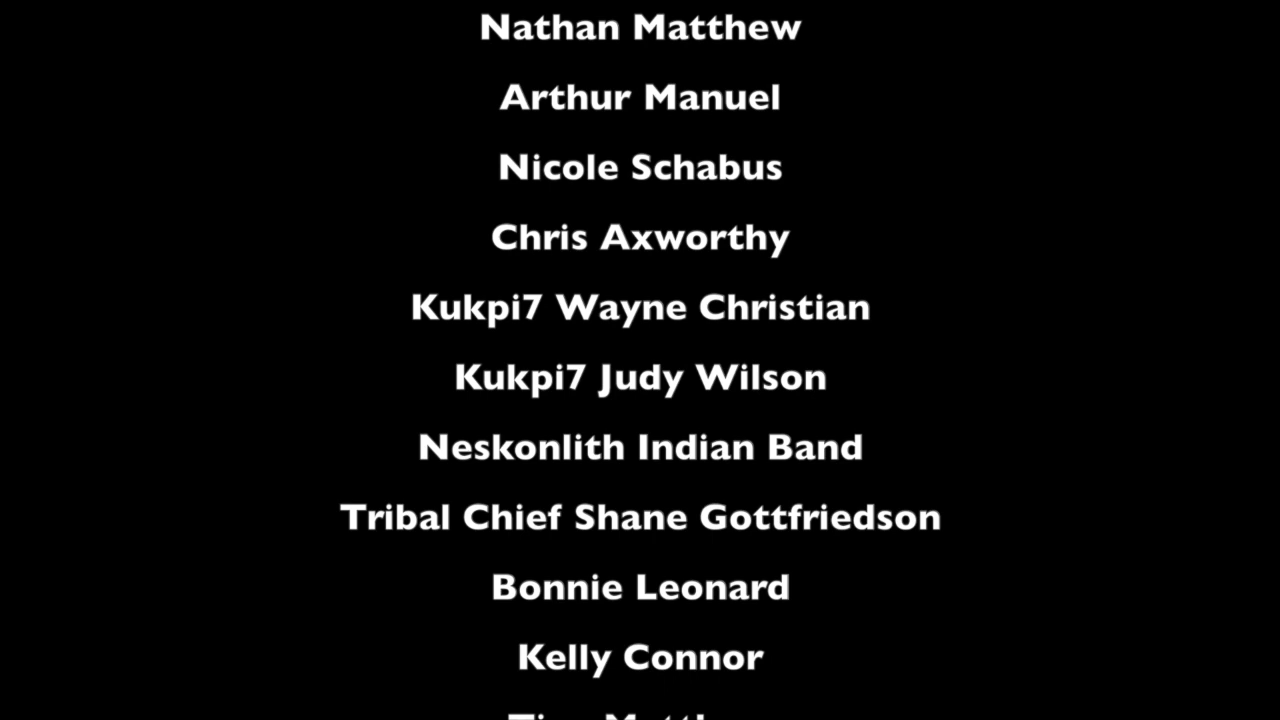 Nathan Matthew
Arthur Manuel
Nicole Schabus
Chris Axworthy
Kukpi7 Wayne Christian
Kukpi7 Judy Wilson
Neskonlith Indian Band
Tribal Chief Shane Gottfriedson
Bonnie Leonard
Kelly Connor